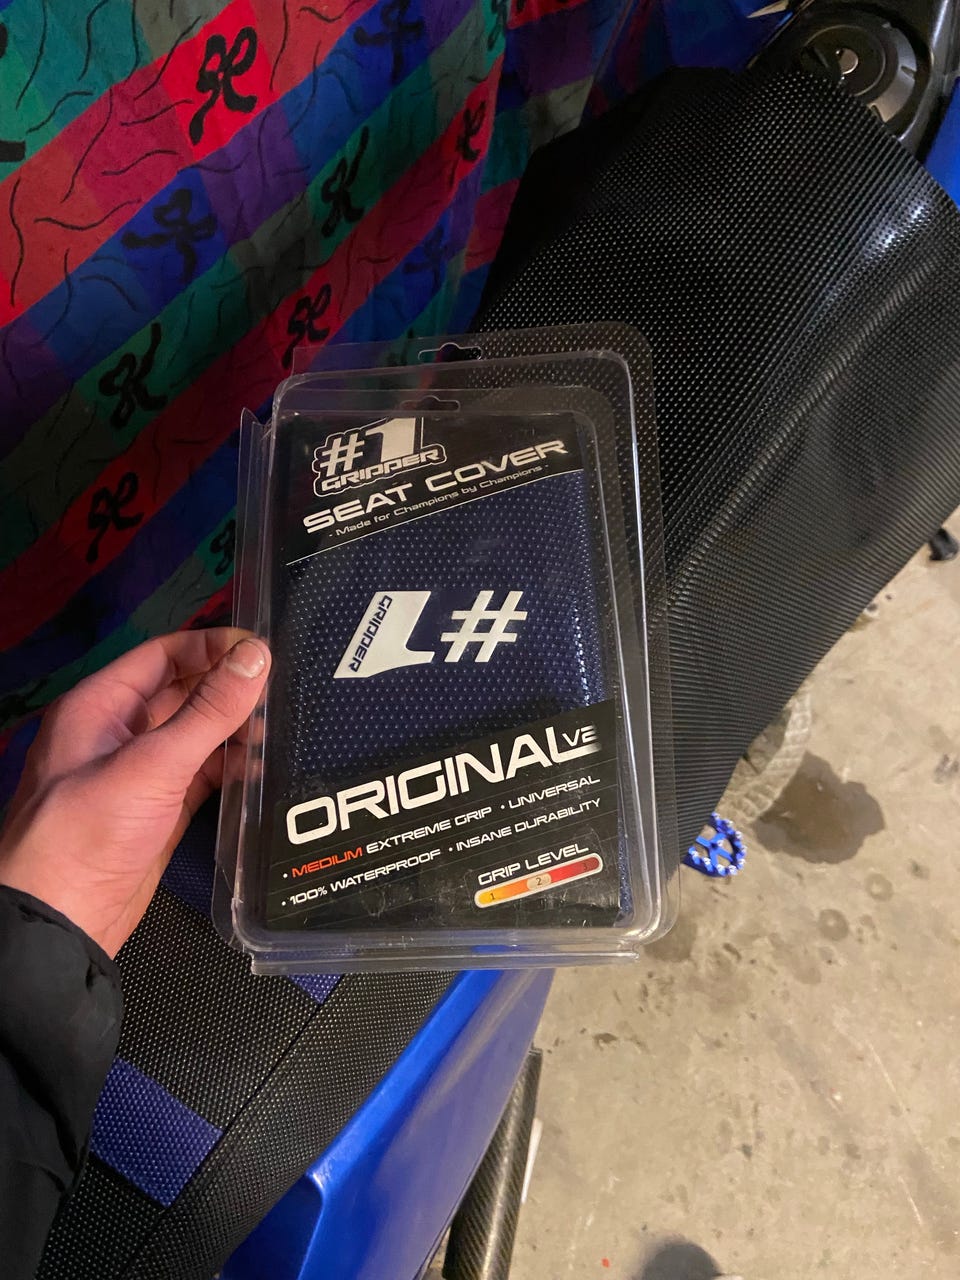 #1
GRIPPER
SEAT COVER
- Made for Champions by Champions -
#1
GRIPPER
ORIGINAL V2
• MEDIUM EXTREME GRIP • UNIVERSAL
• 100% WATERPROOF • INSANE DURABILITY
GRIP LEVEL
1 2 3